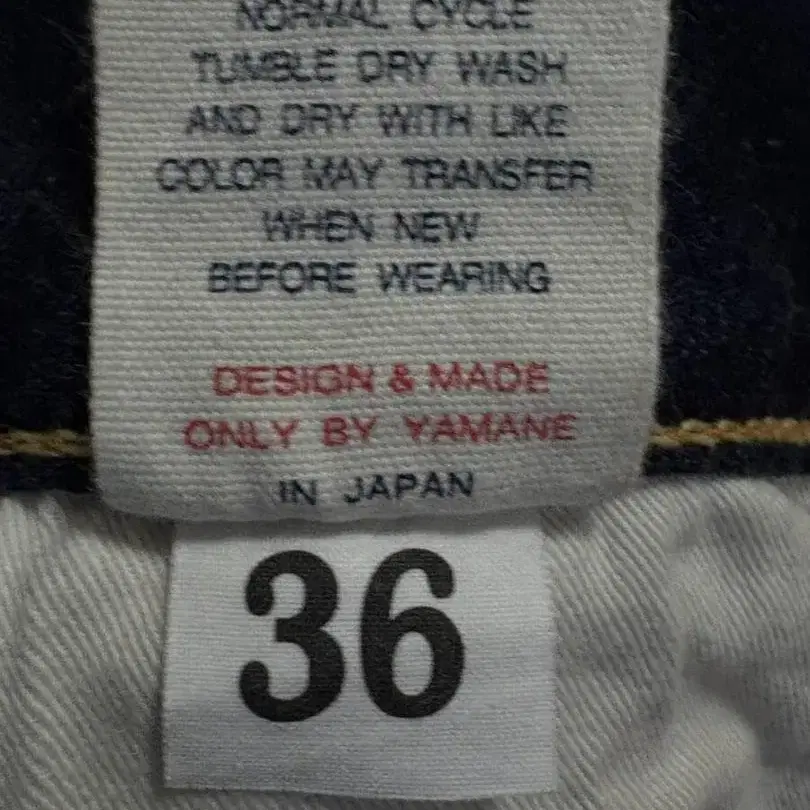 NORMAL CYCLE
TUMBLE DRY WASH
AND DRY WITH LIKE
COLOR MAY TRANSFER
WHEN NEW
BEFORE WEARING
DESIGN & MADE
ONLY BY YAMANE
IN JAPAN
36